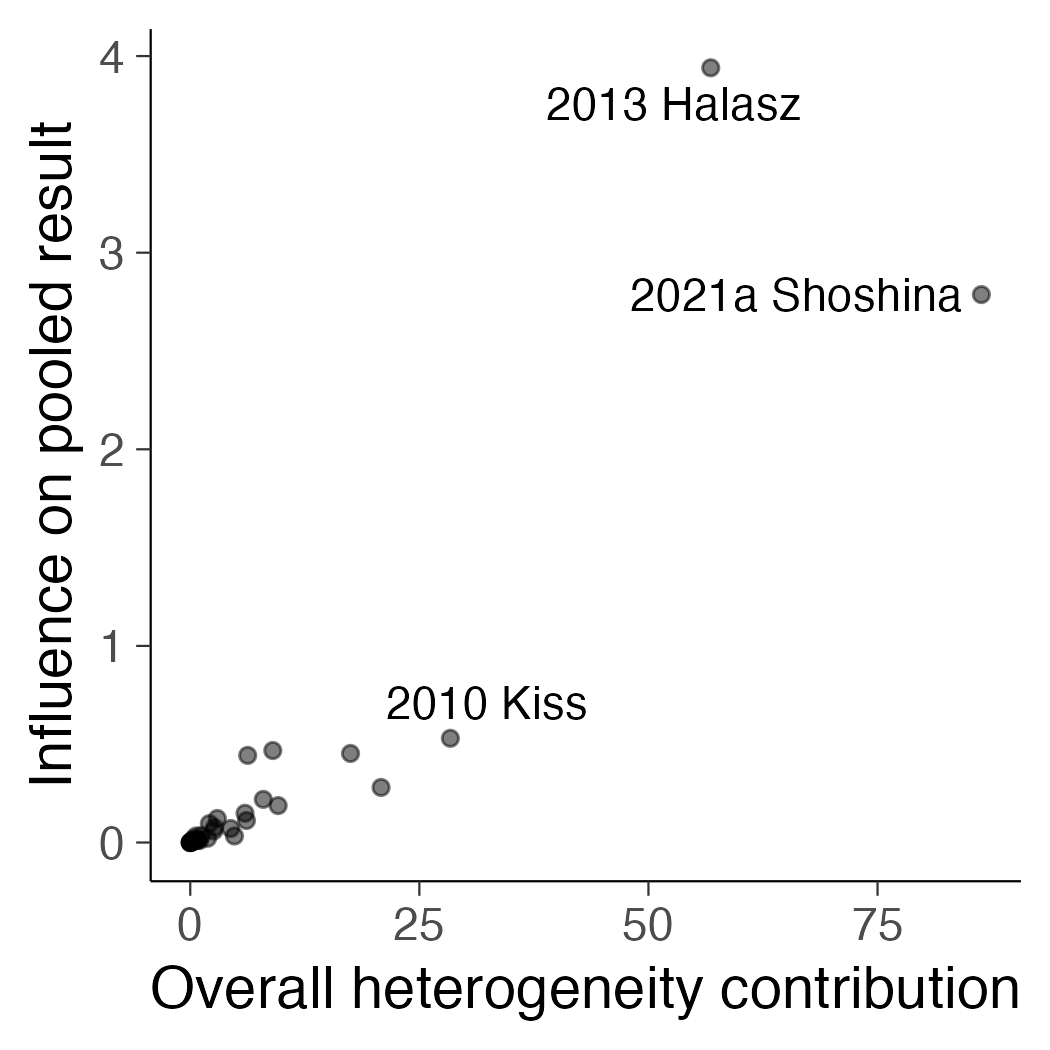 4
2013 Halasz
3
2021a Shoshina
2
1
2010 Kiss
0
Influence on pooled result
0 25 50 75
Overall heterogeneity contribution